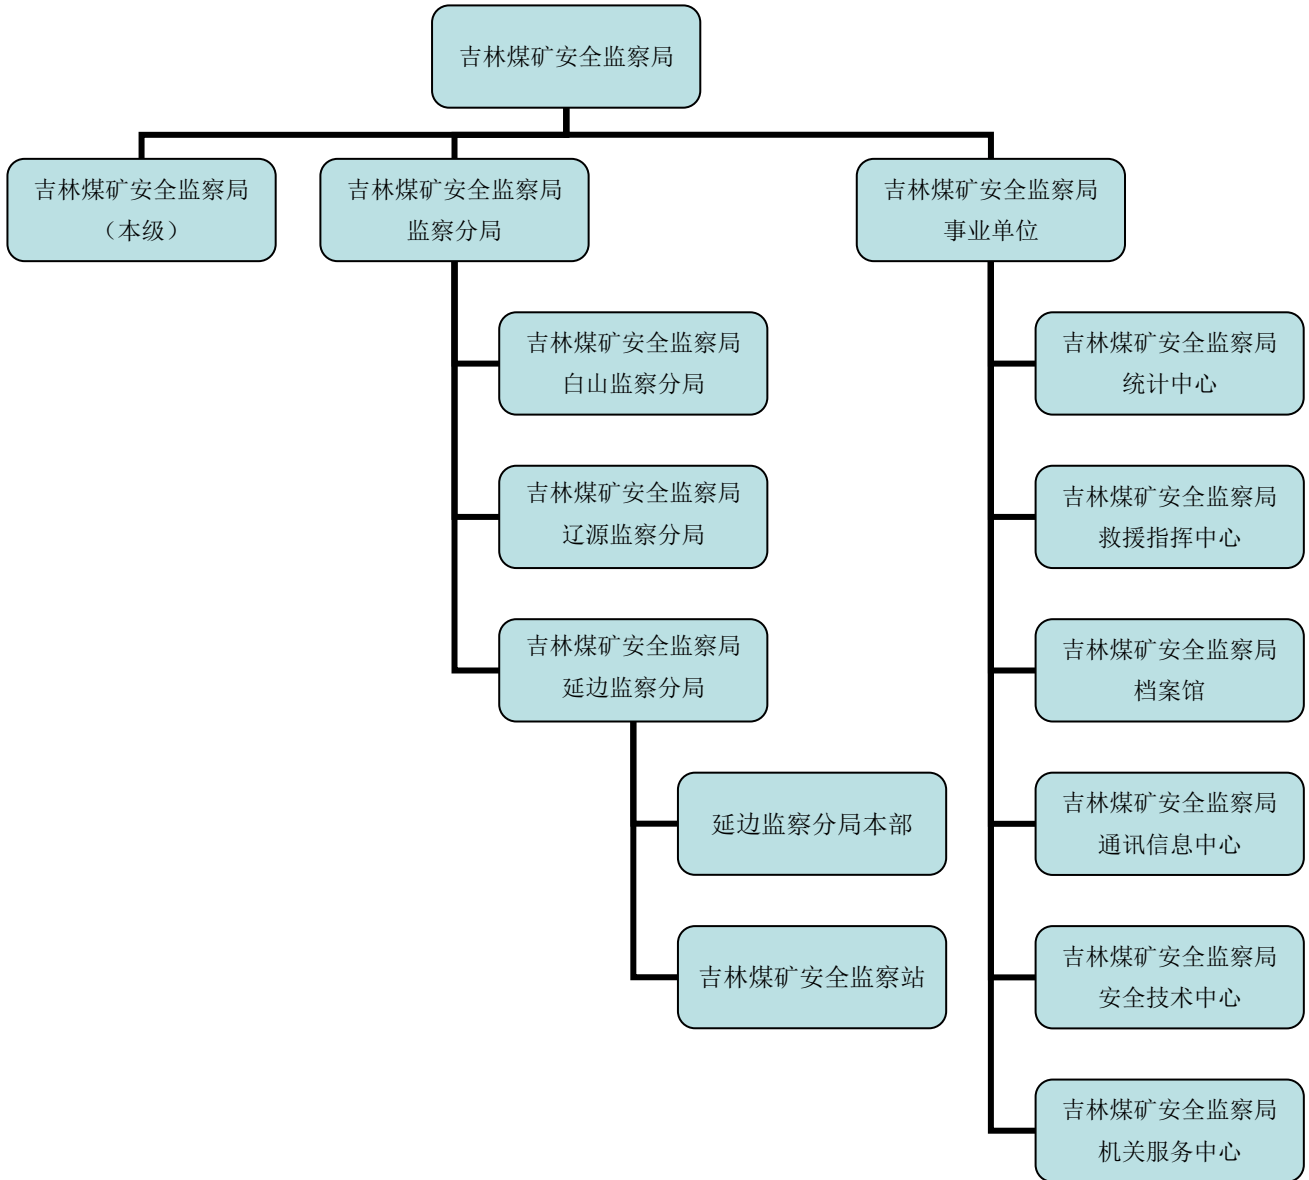 吉林煤矿安全监察局
吉林煤矿安全监察局
（本级）
吉林煤矿安全监察局
监察分局
吉林煤矿安全监察局
事业单位
吉林煤矿安全监察局
白山监察分局
吉林煤矿安全监察局
辽源监察分局
吉林煤矿安全监察局
延边监察分局
延边监察分局本部
吉林煤矿安全监察站
吉林煤矿安全监察局
统计中心
吉林煤矿安全监察局
救援指挥中心
吉林煤矿安全监察局
档案馆
吉林煤矿安全监察局
通讯信息中心
吉林煤矿安全监察局
安全技术中心
吉林煤矿安全监察局
机关服务中心